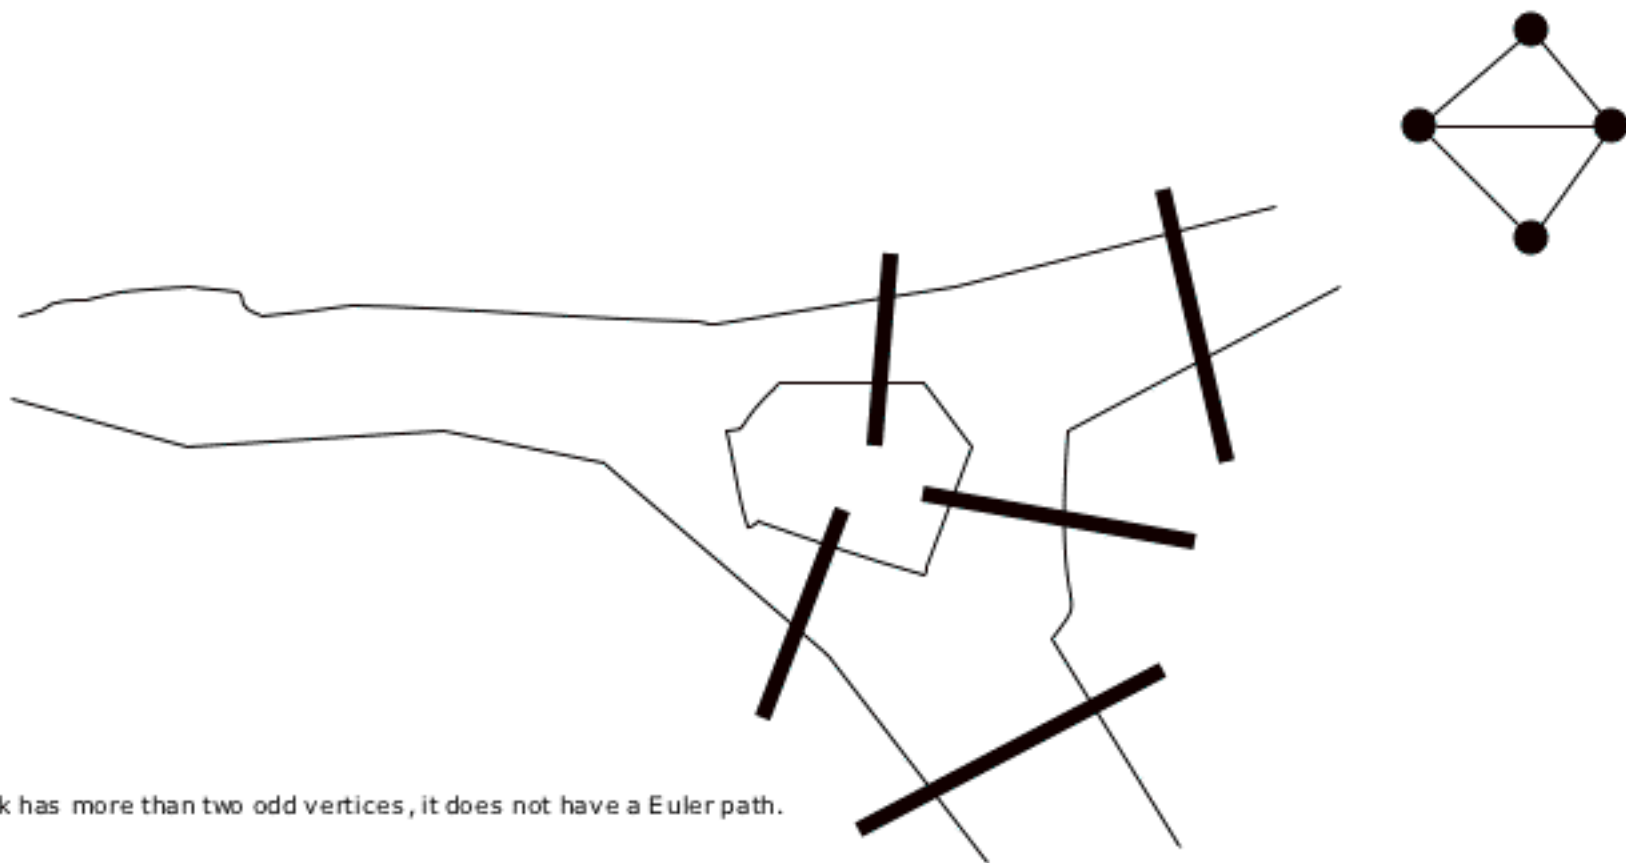 k has more than two odd vertices, it does not have a Euler path.